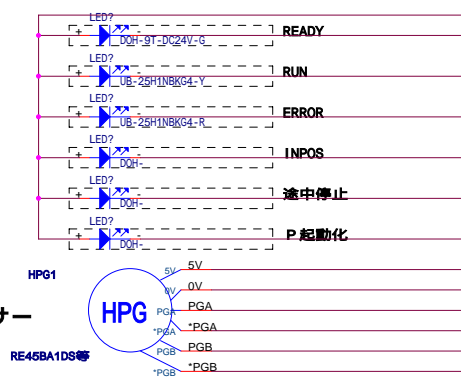 LED?
+ - READY
DOH-9T-DC24V-G
LED?
+ - RUN
UB-25H1NBKG4-Y
LED?
+ - ERROR
UB-25H1NBKG4-R
LED?
+ - INPOS
DOH-
LED?
+ - 途中停止
DOH-
LED?
+ - P起動化
DOH-
HPG1
5V 5V
0V 0V
HPG PGA PGA
ナー
*PGA *PGA
RE45BA1DS等 PGB PGB
*PGB *PGB